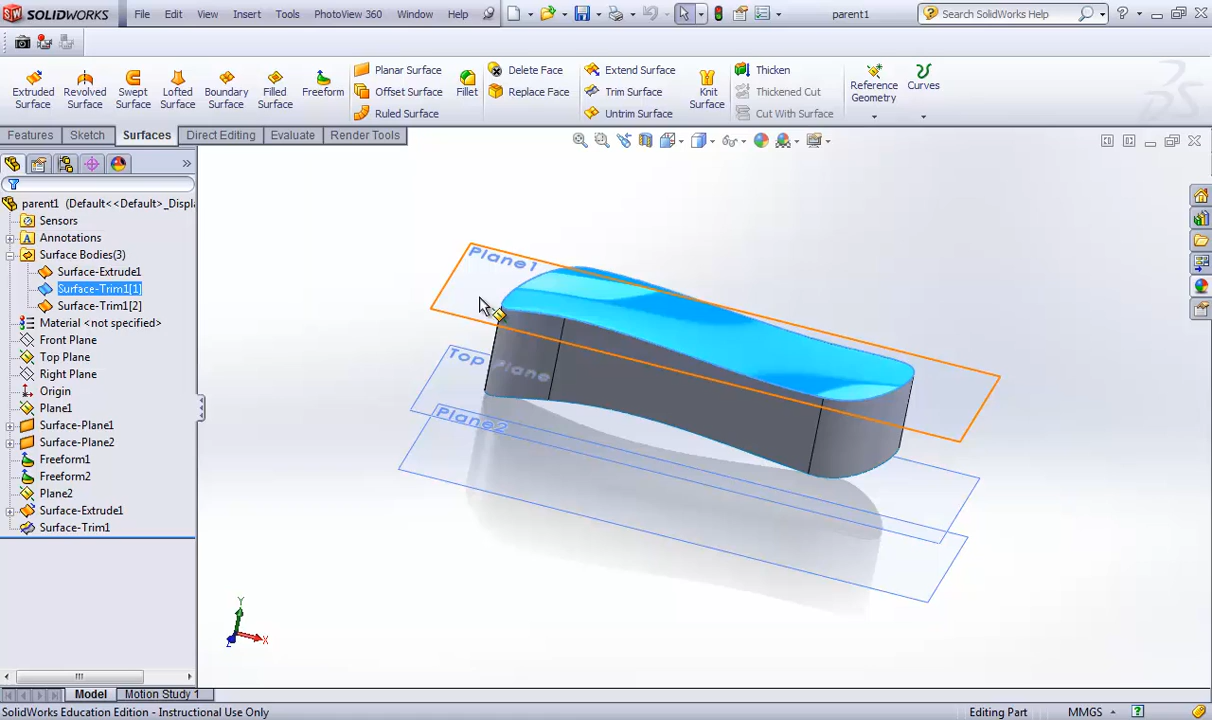 SOLIDWORKS File Edit View Insert Tools PhotoView 360 Window Help parent1 Search SolidWorks Help
Extruded Surface
Revolved Surface
Swept Surface
Lofted Surface
Boundary Surface
Filled Surface
Freeform
Planar Surface
Offset Surface
Ruled Surface
Fillet
Delete Face
Replace Face
Extend Surface
Trim Surface
Untrim Surface
Knit Surface
Thicken
Thickened Cut
Cut With Surface
Reference Geometry
Curves
Features Sketch Surfaces Direct Editing Evaluate Render Tools
parent1 (Default<<Default>_Displa
Sensors
Annotations
Surface Bodies(3)
Surface-Extrude1
Surface-Trim1[1]
Surface-Trim1[2]
Material <not specified>
Front Plane
Top Plane
Right Plane
Origin
Plane1
Surface-Plane1
Surface-Plane2
Freeform1
Freeform2
Plane2
Surface-Extrude1
Surface-Trim1
Plane1
Top Plane
Plane2
Y
X
Z
Model Motion Study 1
SolidWorks Education Edition - Instructional Use Only Editing Part MMGS